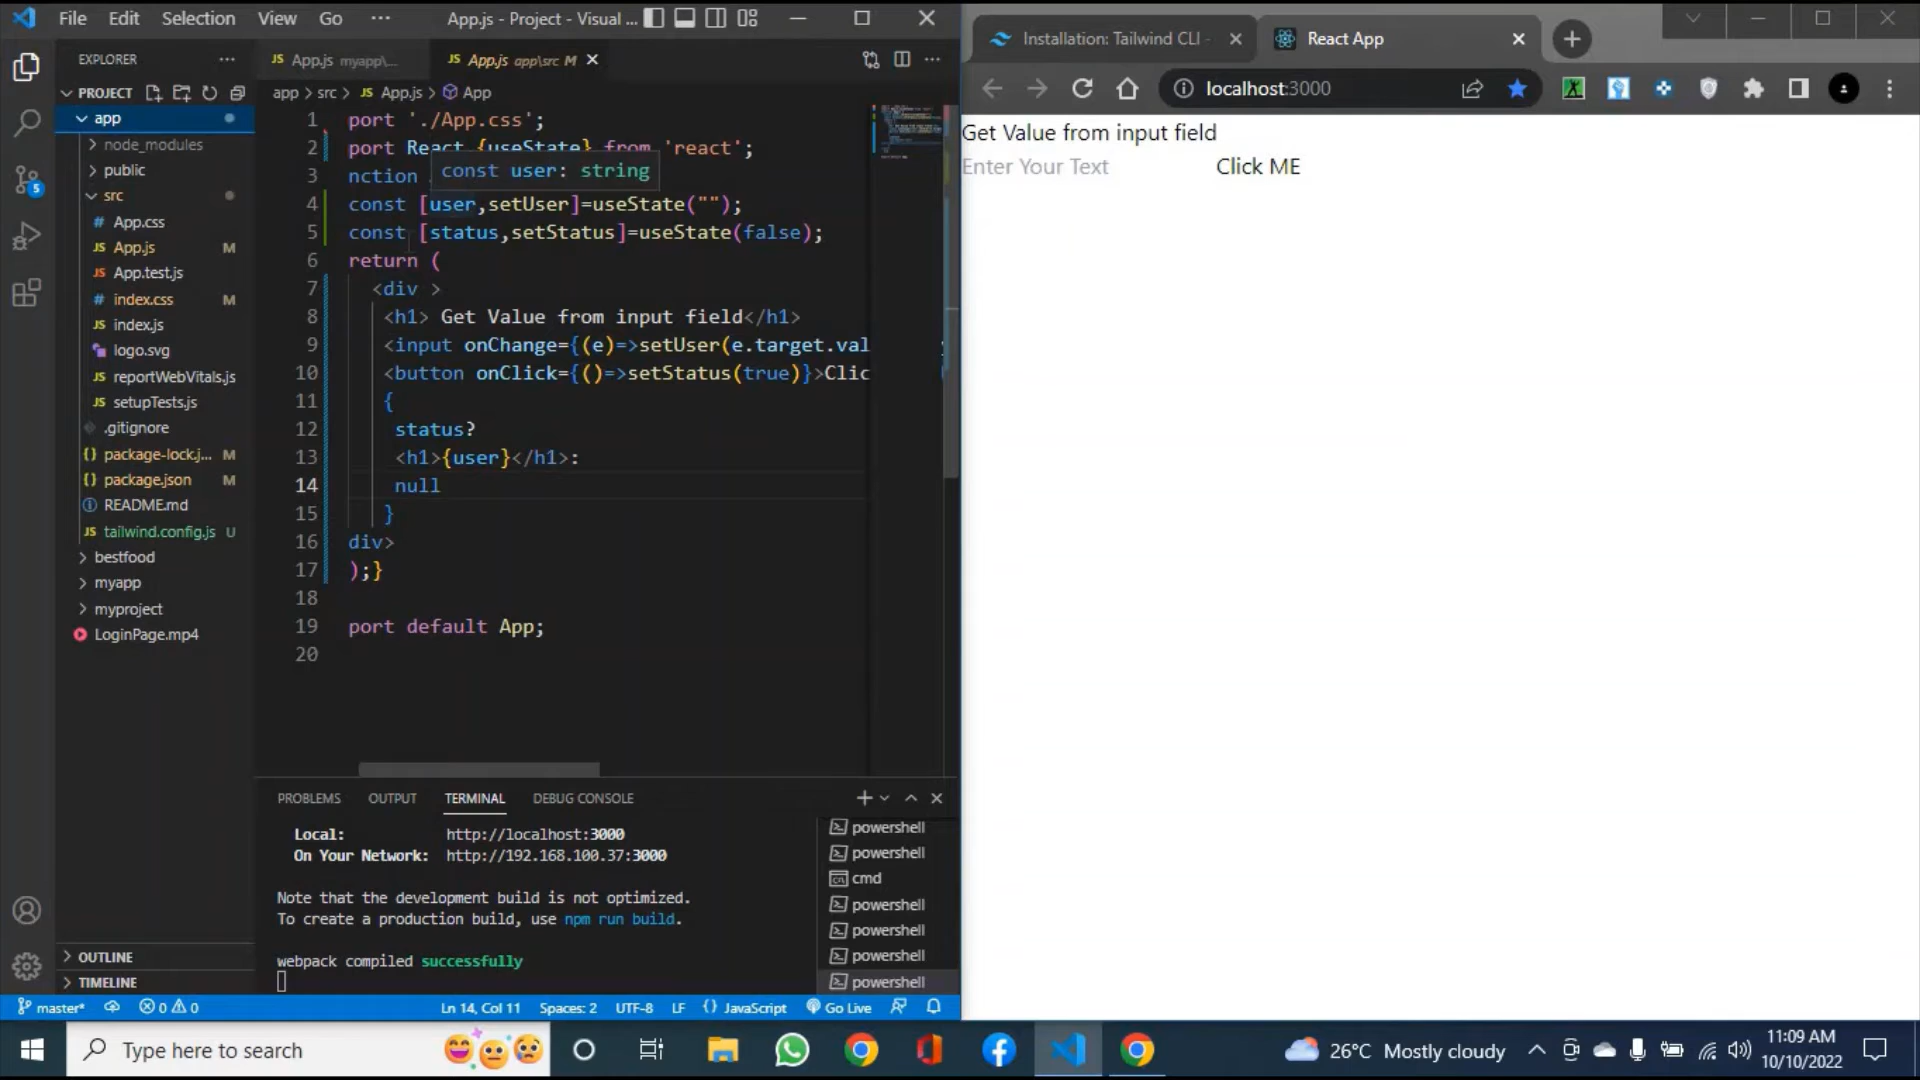 File Edit Selection View Go ··· App.js - Project - Visual ...
EXPLORER
PROJECT
app
node_modules
public
src
App.css
App.js M
App.test.js
index.css M
index.js
logo.svg
reportWebVitals.js
setupTests.js
.gitignore
package-lock.j... M
package.json M
README.md
tailwind.config.js U
bestfood
myapp
myproject
LoginPage.mp4
OUTLINE
TIMELINE
5
App.js myapp\...
App.js app\src M
app > src > App.js > App
1 port './App.css';
2 port React {useState} from 'react';
const user: string
3 nction
4 const [user,setUser]=useState("");
5 const [status,setStatus]=useState(false);
6 return (
7 <div >
8 <h1> Get Value from input field</h1>
9 <input onChange={(e)=>setUser(e.target.val
10 <button onClick={()=>setStatus(true)}>Clic
11 {
12 status?
13 <h1>{user}</h1>:
14 null
15 }
16 div>
17 );}
18
19 port default App;
20
PROBLEMS OUTPUT TERMINAL DEBUG CONSOLE
Local: http://localhost:3000
On Your Network: http://192.168.100.37:3000
Note that the development build is not optimized.
To create a production build, use npm run build.
webpack compiled successfully
powershell
powershell
cmd
powershell
powershell
powershell
powershell
master* 0 0 Ln 14, Col 11 Spaces: 2 UTF-8 LF {} JavaScript Go Live
Installation: Tailwind CLI - React App
localhost:3000
Get Value from input field
Enter Your Text Click ME
Type here to search
26°C Mostly cloudy
11:09 AM
10/10/2022